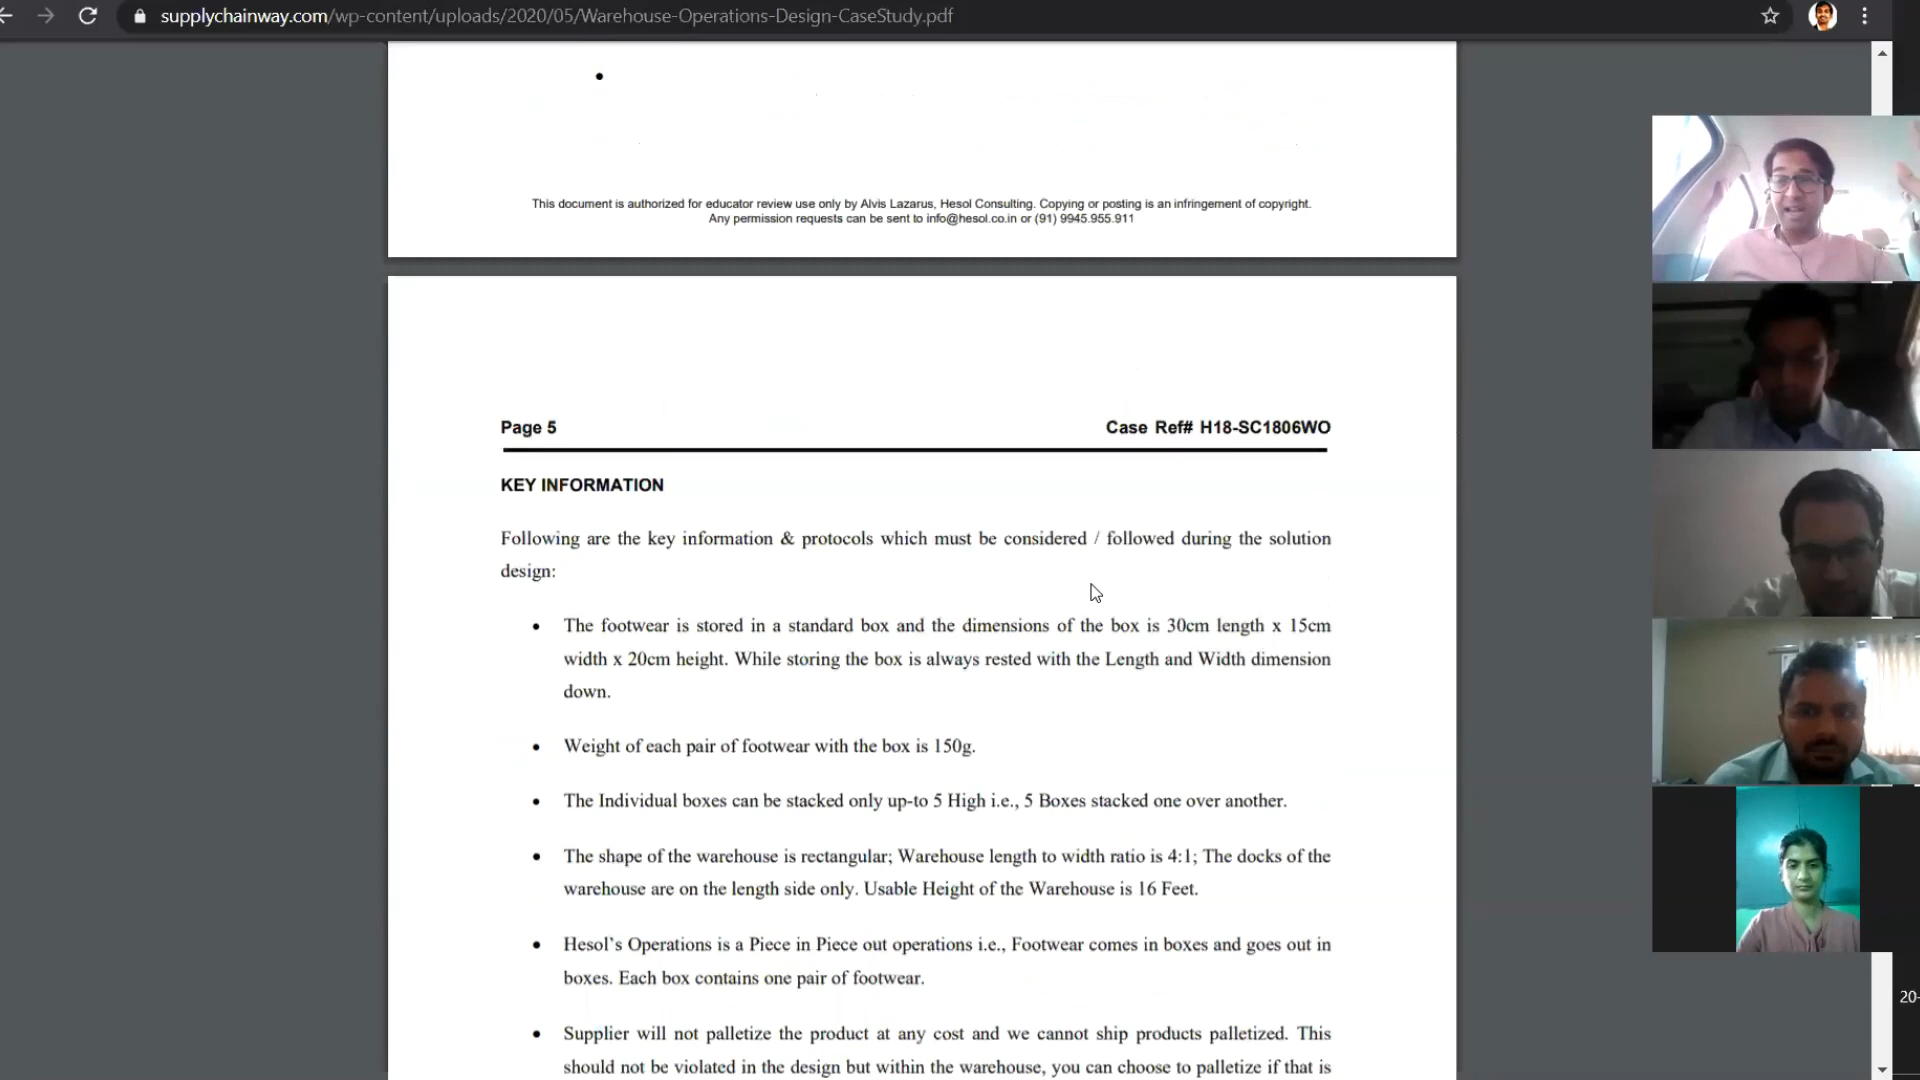 supplychainway.com/wp-content/uploads/2020/05/Warehouse-Operations-Design-CaseStudy.pdf
•
This document is authorized for educator review use only by Alvis Lazarus, Hesol Consulting. Copying or posting is an infringement of copyright.
Any permission requests can be sent to info@hesol.co.in or (91) 9945.955.911
Page 5 Case Ref# H18-SC1806WO
KEY INFORMATION
Following are the key information & protocols which must be considered / followed during the solution
design:
• The footwear is stored in a standard box and the dimensions of the box is 30cm length x 15cm
width x 20cm height. While storing the box is always rested with the Length and Width dimension
down.
• Weight of each pair of footwear with the box is 150g.
• The Individual boxes can be stacked only up-to 5 High i.e., 5 Boxes stacked one over another.
• The shape of the warehouse is rectangular; Warehouse length to width ratio is 4:1; The docks of the
warehouse are on the length side only. Usable Height of the Warehouse is 16 Feet.
• Hesol's Operations is a Piece in Piece out operations i.e., Footwear comes in boxes and goes out in
boxes. Each box contains one pair of footwear.
• Supplier will not palletize the product at any cost and we cannot ship products palletized. This
should not be violated in the design but within the warehouse, you can choose to palletize if that is
20-